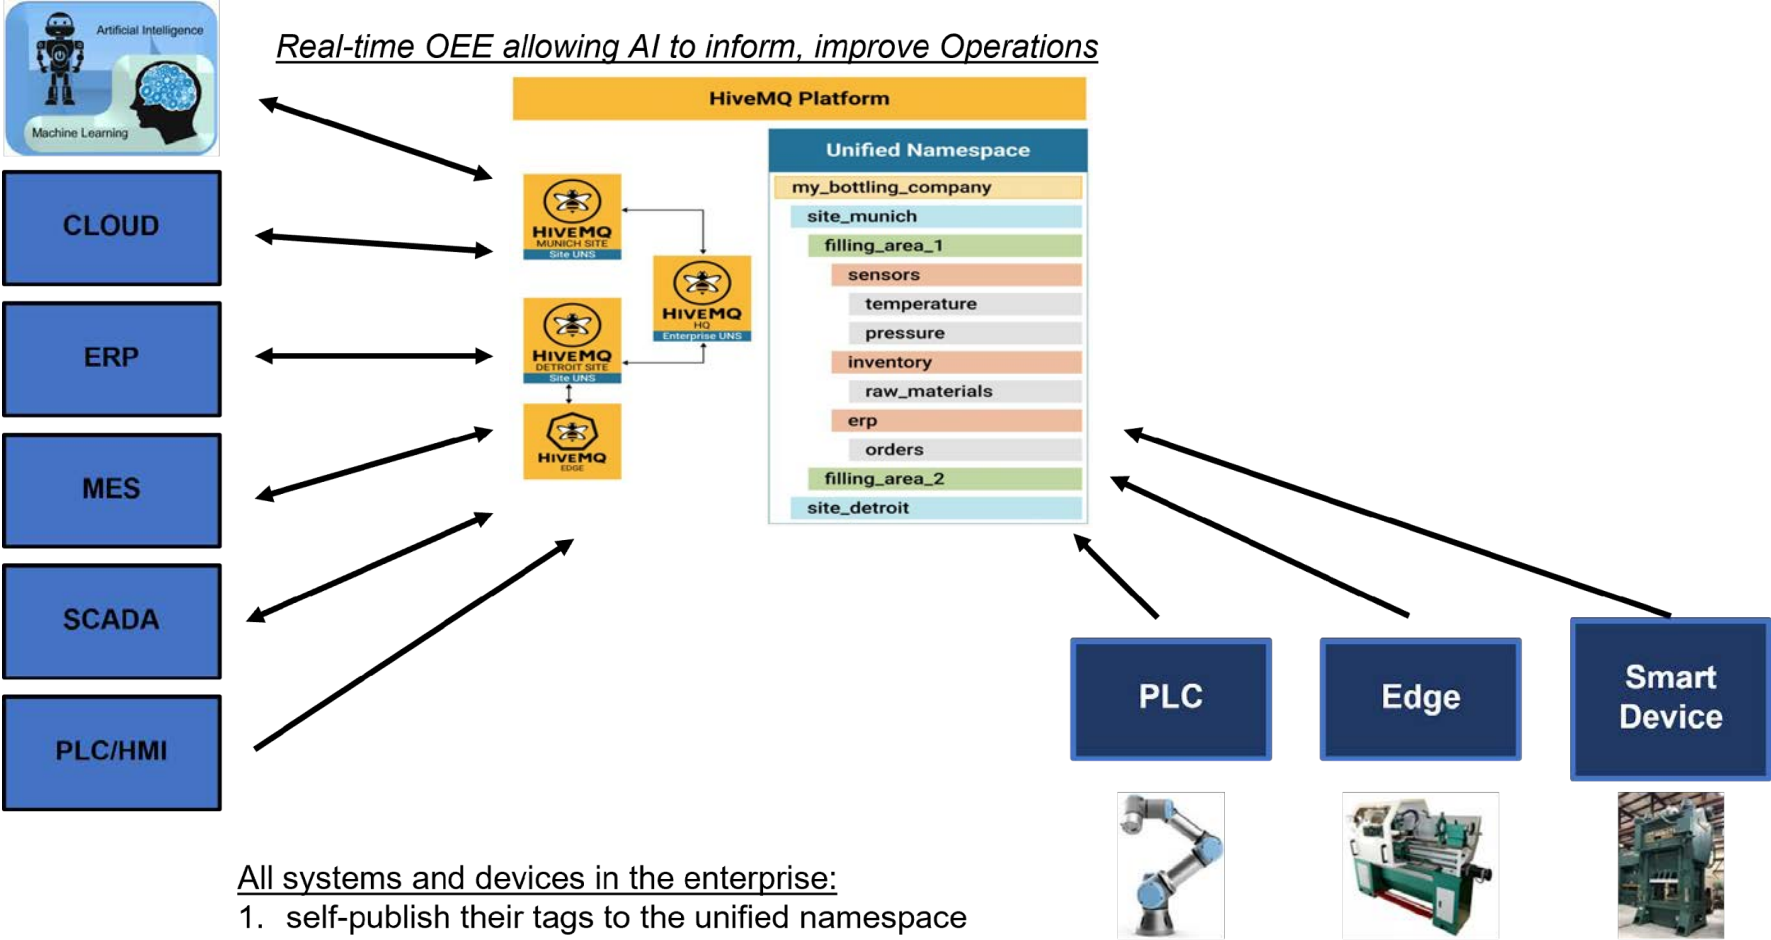 Artificial Intelligence
Machine Learning
Real-time OEE allowing AI to inform, improve Operations
HiveMQ Platform
CLOUD
ERP
MES
SCADA
PLC/HMI
HIVEMQ
MUNICH SITE
Site UNS
HIVEMQ
HQ
Enterprise UNS
HIVEMQ
DETROIT SITE
Site UNS
HIVEMQ
EDGE
Unified Namespace
my_bottling_company
site_munich
filling_area_1
sensors
temperature
pressure
inventory
raw_materials
erp
orders
filling_area_2
site_detroit
PLC
Edge
Smart
Device
All systems and devices in the enterprise:
1. self-publish their tags to the unified namespace